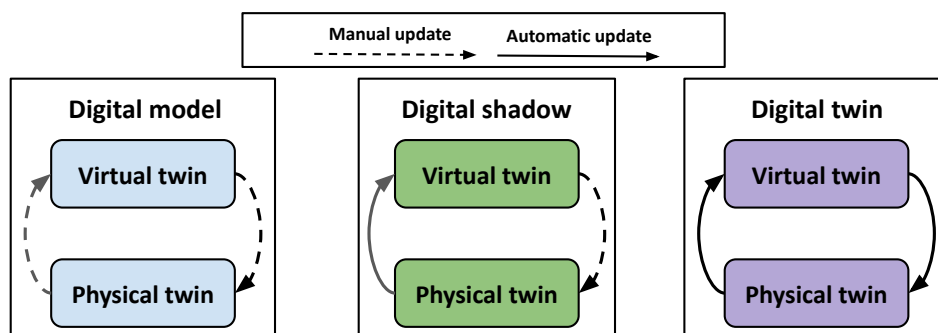 Manual update
Automatic update
Digital model
Virtual twin
Physical twin
Digital shadow
Virtual twin
Physical twin
Digital twin
Virtual twin
Physical twin